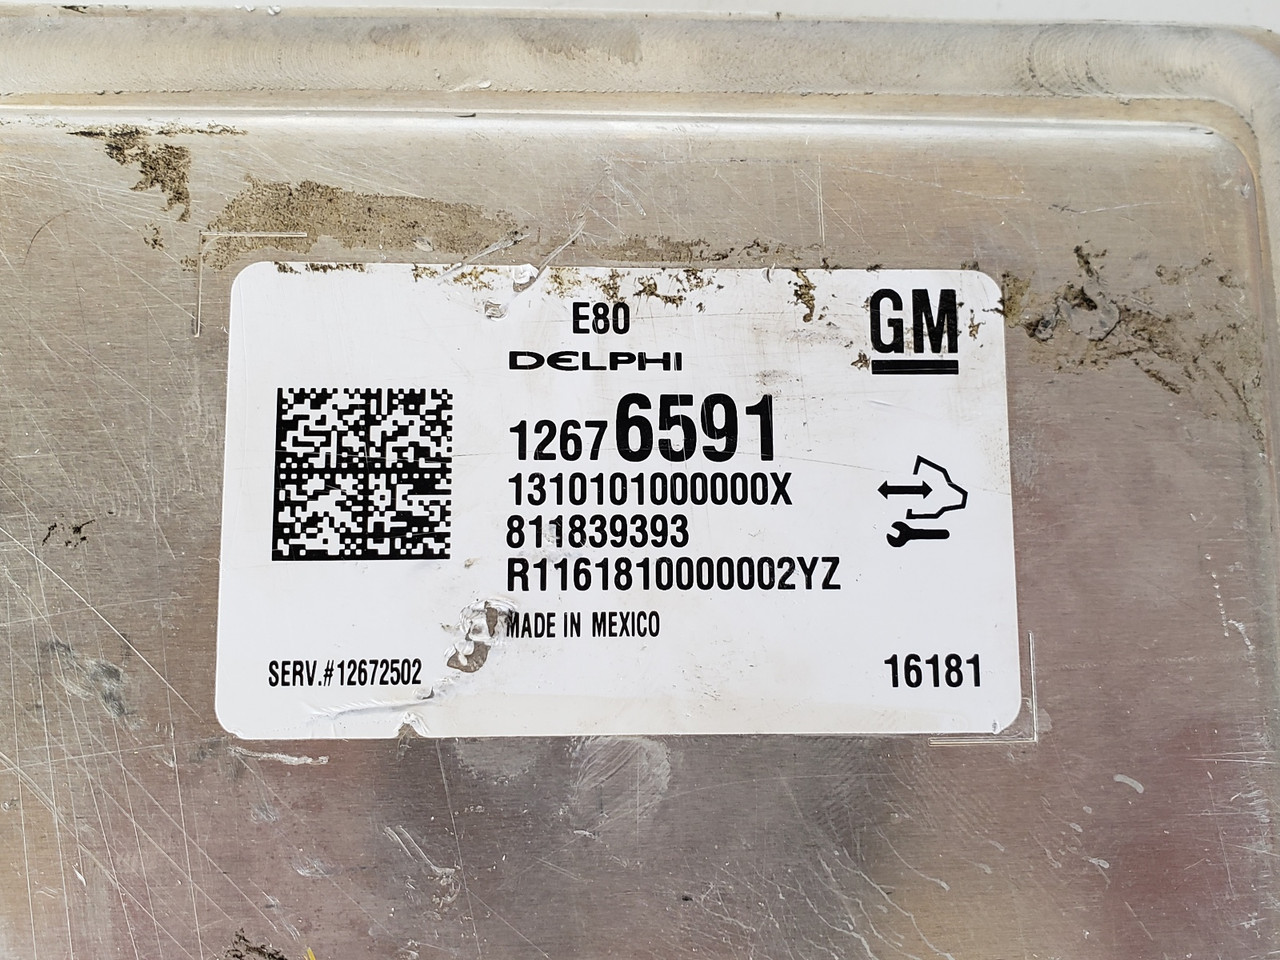 E80
GM
DELPHI
12676591
1310101000000X
811839393
R1161810000002YZ
MADE IN MEXICO
SERV.#12672502
16181